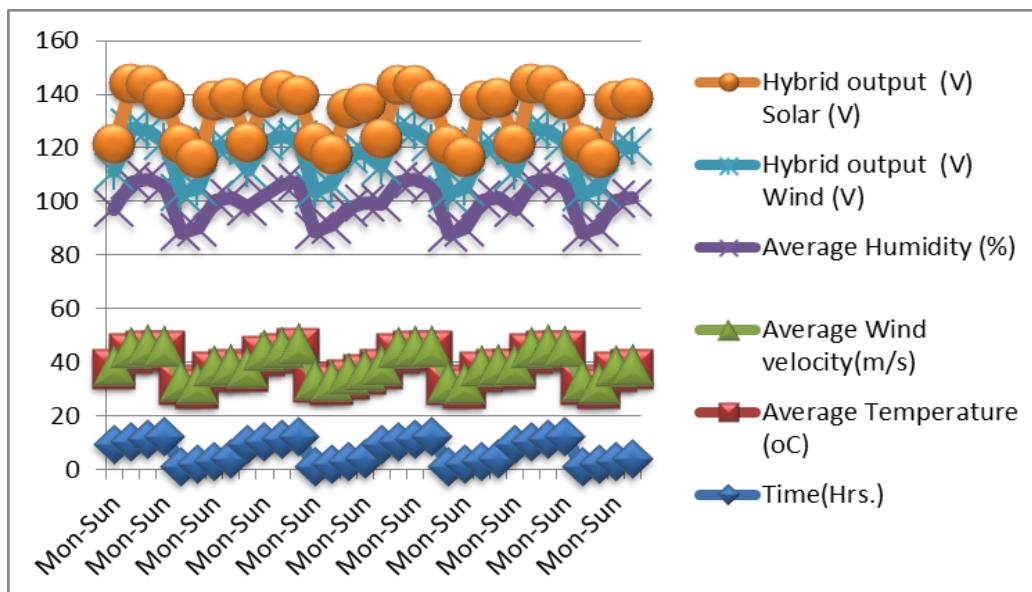 160
140
120
100
80
60
40
20
0
Mon-Sun
Mon-Sun
Mon-Sun
Mon-Sun
Mon-Sun
Mon-Sun
Mon-Sun
Mon-Sun
Mon-Sun
Mon-Sun
Mon-Sun
Hybrid output (V)
Solar (V)
Hybrid output (V)
Wind (V)
Average Humidity (%)
Average Wind
velocity(m/s)
Average Temperature
(oC)
Time(Hrs.)